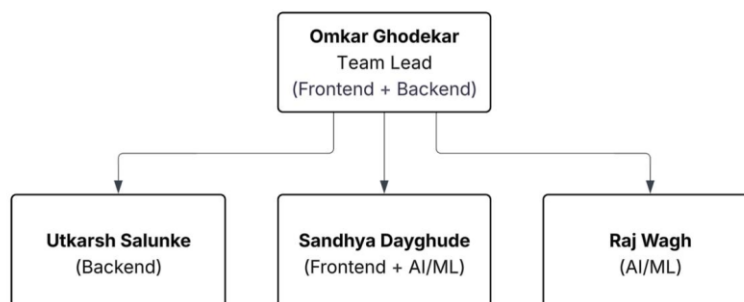 Omkar Ghodekar
Team Lead
(Frontend + Backend)
Utkarsh Salunke
(Backend)
Sandhya Dayghude
(Frontend + AI/ML)
Raj Wagh
(AI/ML)